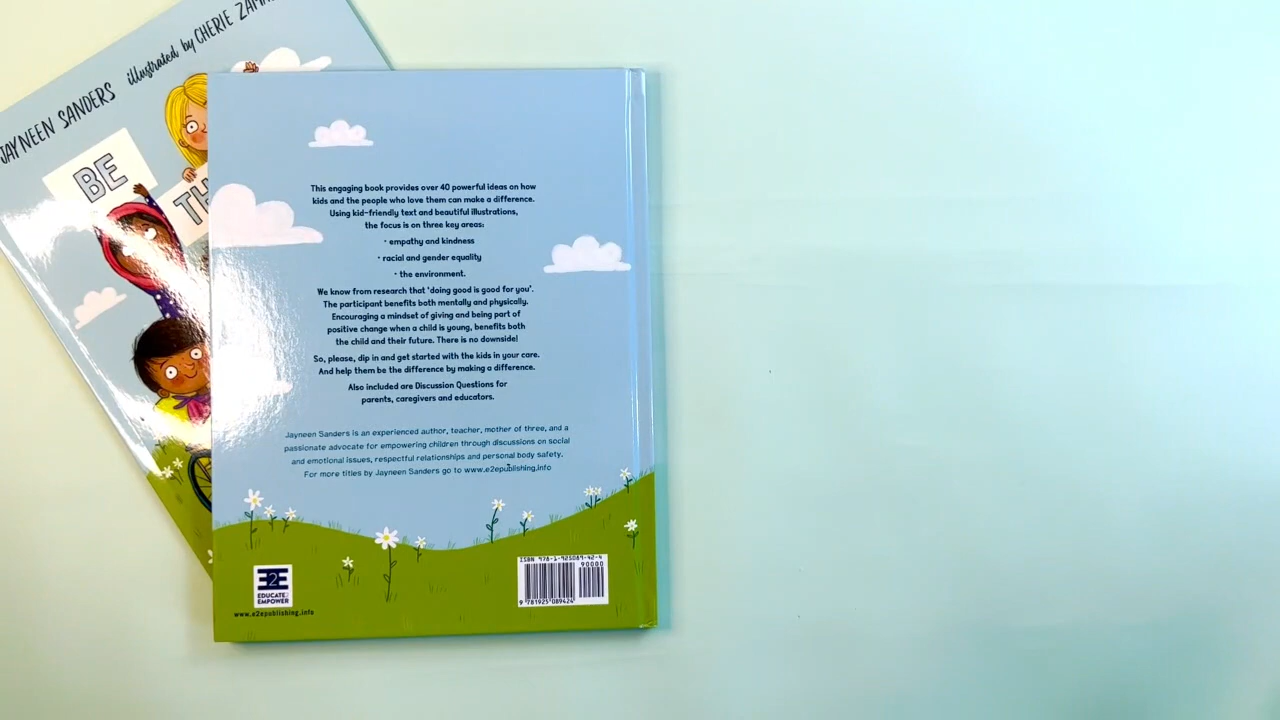 JAYNEEN SANDERS illustrated by CHERIE
BE
TH
This engaging book provides over 40 powerful ideas on how
kids and the people who love them can make a difference.
Using kid-friendly text and beautiful illustrations,
the focus is on three key areas:
• empathy and kindness
• racial and gender equality
• the environment.
We know from research that 'doing good is good for you'.
The participant benefits both mentally and physically.
Encouraging a mindset of giving and being part of
positive change when a child is young, benefits both
the child and their future. There is no downside!
So, please, dip in and get started with the kids in your care.
And help them be the difference by making a difference.
Also included are Discussion Questions for
parents, caregivers and educators.
Jayneen Sanders is an experienced author, teacher, mother of three, and a
passionate advocate for empowering children through discussions on social
and emotional issues, respectful relationships and personal body safety.
For more titles by Jayneen Sanders go to www.e2epublishing.info
E2E
EDUCATE2
EMPOWER
www.e2epublishing.info
ISBN 978-1-925089-42-4
90000
9 781925 089424